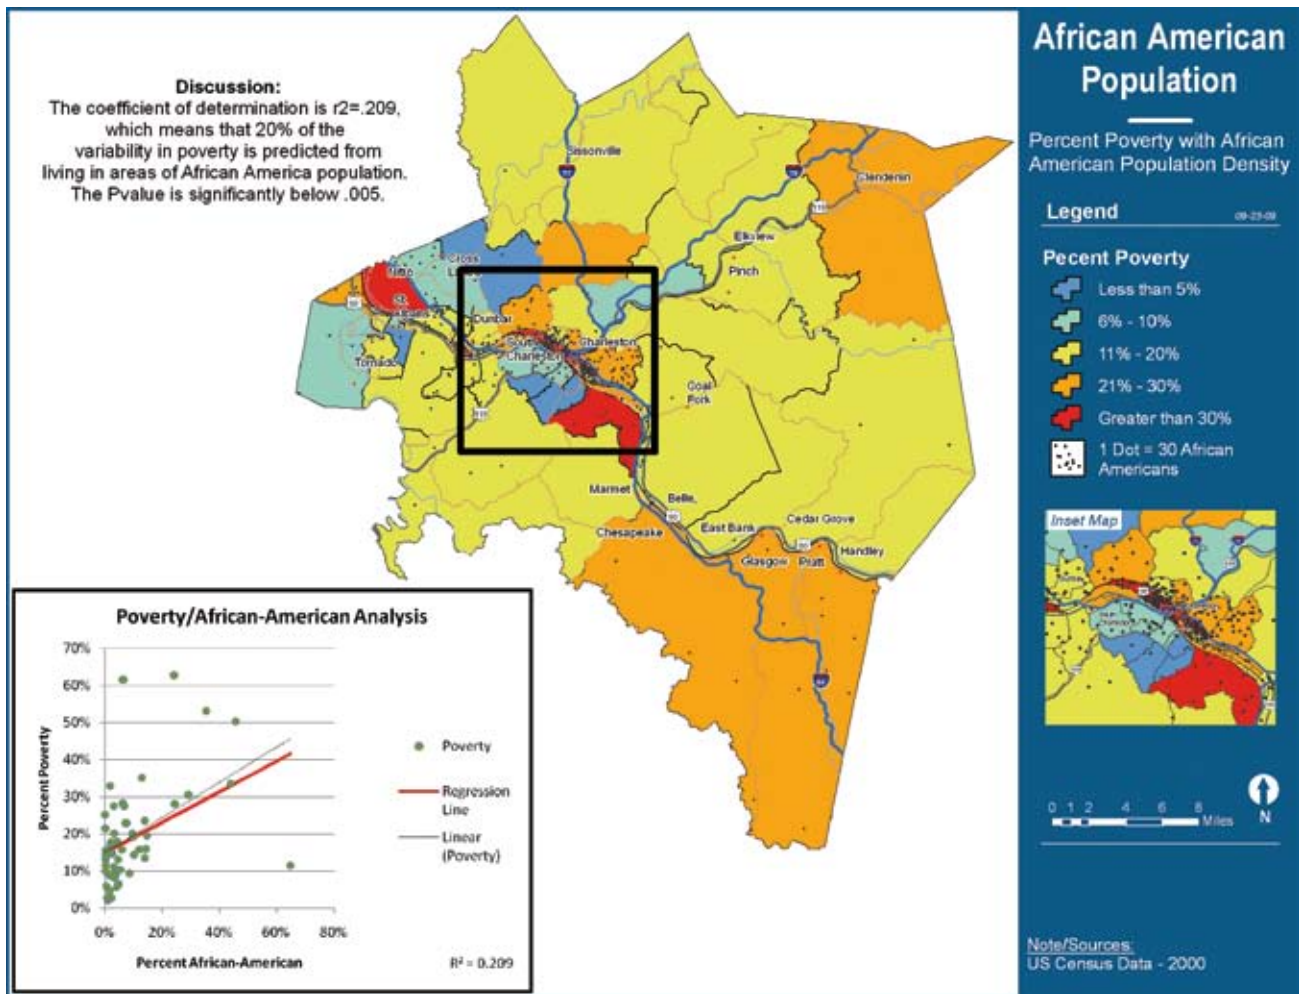 African American
Population
Percent Poverty with African
American Population Density
Legend
09-23-09
Pecent Poverty
Less than 5%
6% - 10%
11% - 20%
21% - 30%
Greater than 30%
1 Dot = 30 African
Americans
Inset Map
0 1 2 4 6 8
Miles
N
Note/Sources:
US Census Data - 2000
Discussion:
The coefficient of determination is r2=.209,
which means that 20% of the
variability in poverty is predicted from
living in areas of African America population.
The Pvalue is significantly below .005.
Sissonville
Clendenin
Elkview
Pinch
Cross
Nitro
St.
Dunbar
Tornado
South
Charleston
Charleston
Coal
Fork
Marmet
Belle,
Chesapeake
East Bank
Cedar Grove
Glasgow
Pratt
Handley
119
Poverty/African-American Analysis
Percent Poverty
70%
60%
50%
40%
30%
20%
10%
0%
0% 20% 40% 60% 80%
Percent African-American
Poverty
Regression
Line
Linear
(Poverty)
R² = 0.209